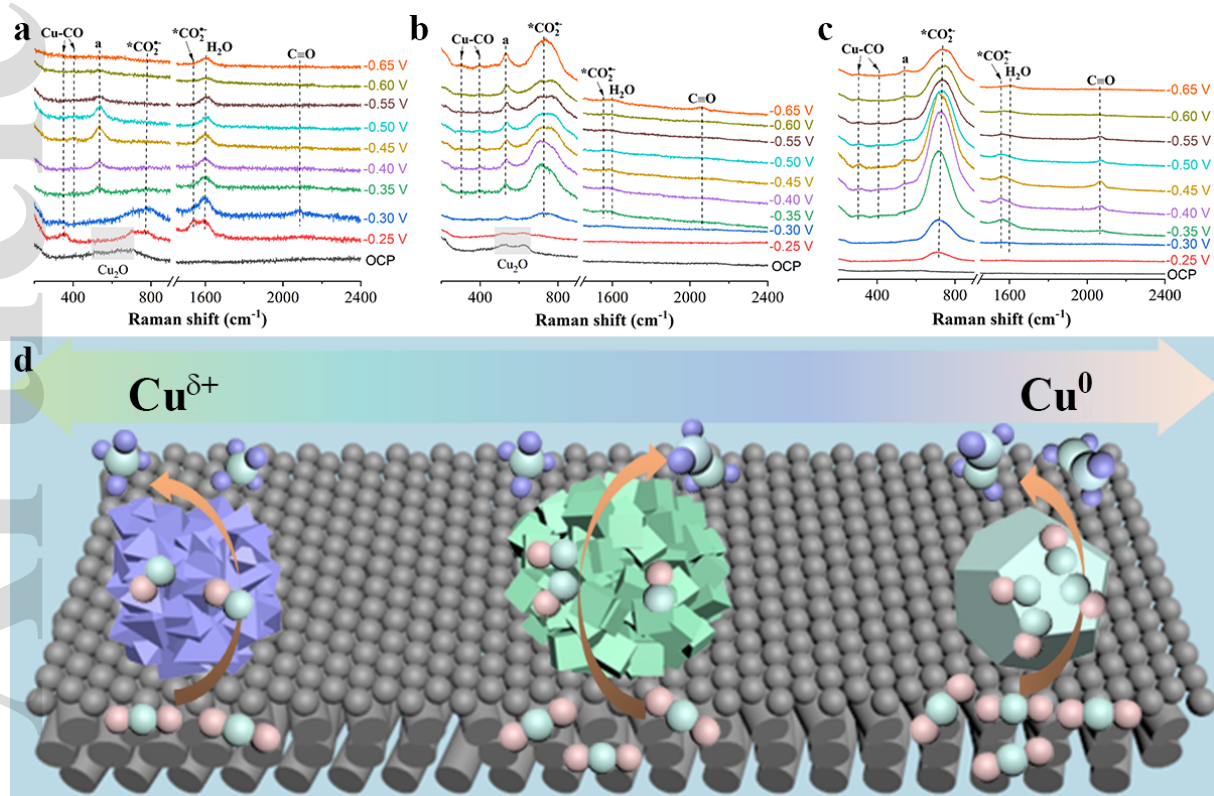 a
Cu-CO
a
*CO₂•−
*CO₂•−
H₂O
C≡O
-0.65 V
-0.60 V
-0.55 V
-0.50 V
-0.45 V
-0.40 V
-0.35 V
-0.30 V
-0.25 V
OCP
Cu₂O
400 800 1600 2000 2400
Raman shift (cm⁻¹)
b
Cu-CO
a
*CO₂•−
*CO₂•−
H₂O
C≡O
-0.65 V
-0.60 V
-0.55 V
-0.50 V
-0.45 V
-0.40 V
-0.35 V
-0.30 V
-0.25 V
OCP
Cu₂O
400 800 1600 2000 2400
Raman shift (cm⁻¹)
c
Cu-CO
a
*CO₂•−
*CO₂•−
H₂O
C≡O
-0.65 V
-0.60 V
-0.55 V
-0.50 V
-0.45 V
-0.40 V
-0.35 V
-0.30 V
-0.25 V
OCP
400 800 1600 2000 2400
Raman shift (cm⁻¹)
d
Cuδ+
Cu⁰